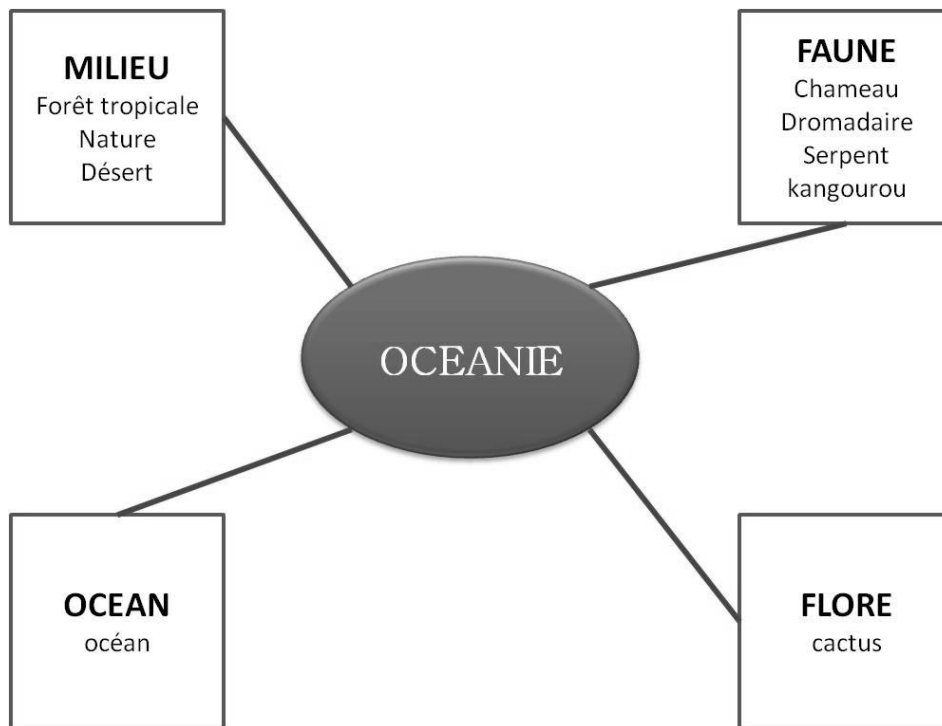 MILIEU
Forêt tropicale
Nature
Désert
FAUNE
Chameau
Dromadaire
Serpent
kangourou
OCEANIE
OCEAN
océan
FLORE
cactus